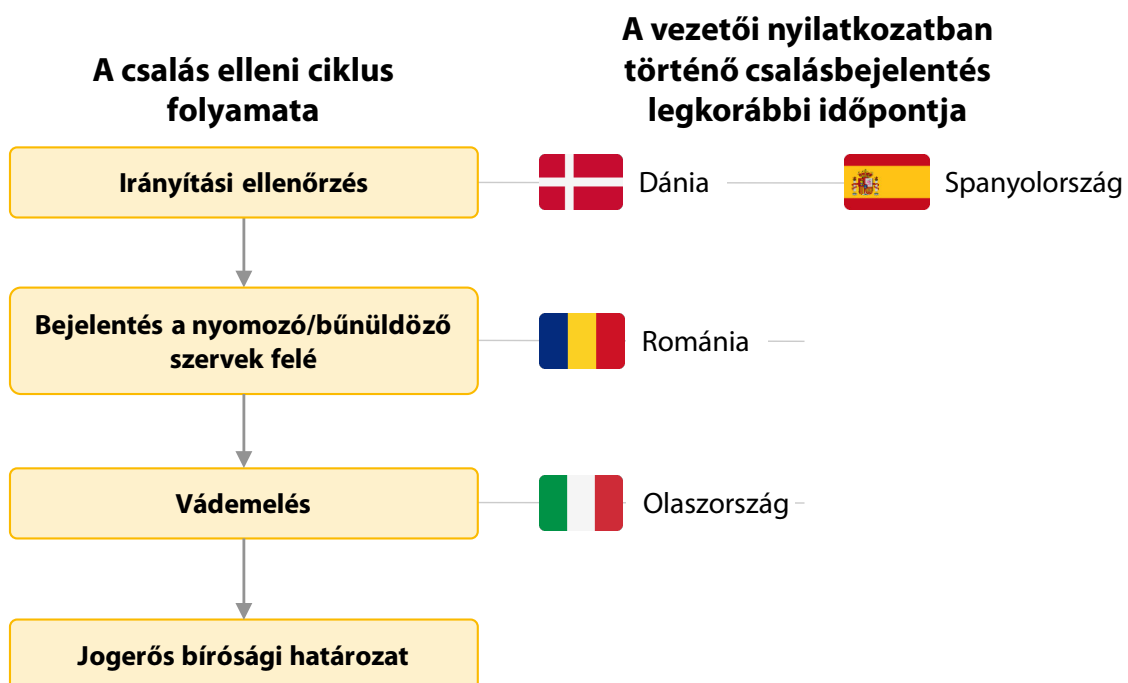 A csalás elleni ciklus
folyamata
A vezetői nyilatkozatban
történő csalásbejelentés
legkorábbi időpontja
Irányítási ellenőrzés
Dánia
Spanyolország
Bejelentés a nyomozó/bűnüldöző
szervek felé
Románia
Vádemelés
Olaszország
Jogerős bírósági határozat